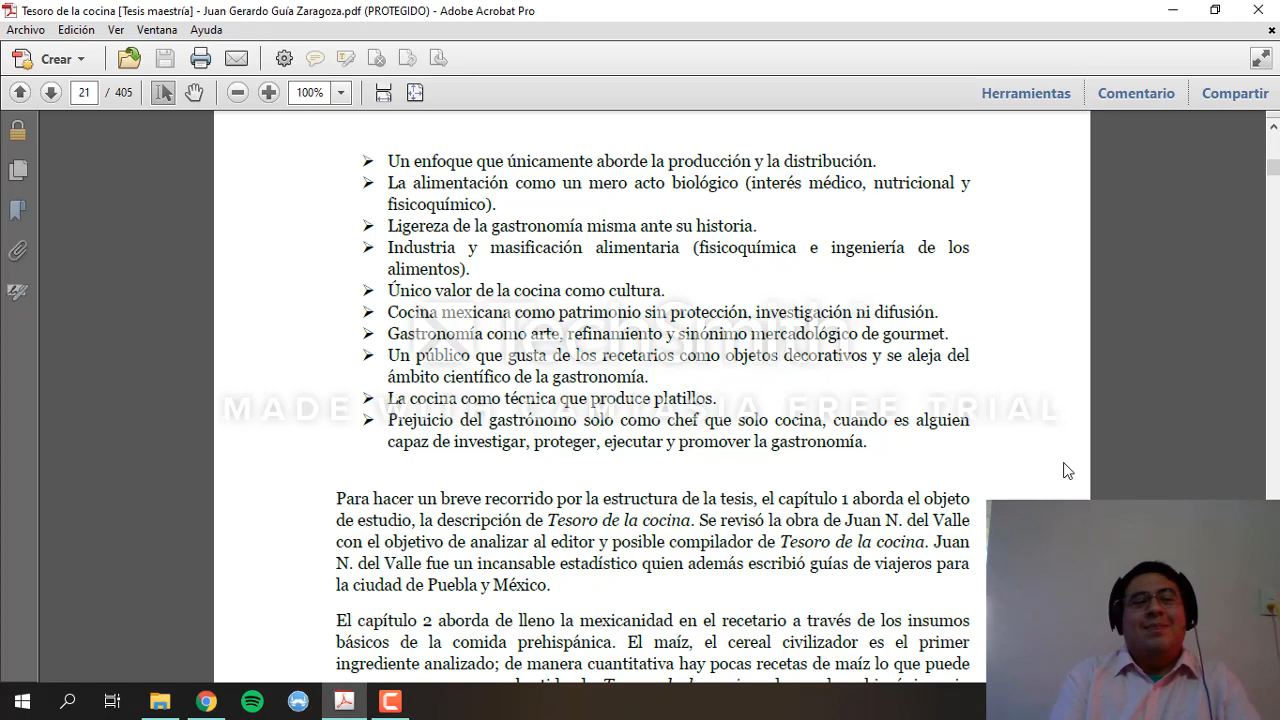 Tesoro de la cocina [Tesis maestría] - Juan Gerardo Guía Zaragoza.pdf (PROTEGIDO) - Adobe Acrobat Pro
Archivo Edición Ver Ventana Ayuda
Crear
21 / 405 100% Herramientas Comentario Compartir
➢ Un enfoque que únicamente aborde la producción y la distribución.
➢ La alimentación como un mero acto biológico (interés médico, nutricional y
fisicoquímico).
➢ Ligereza de la gastronomía misma ante su historia.
➢ Industria y masificación alimentaria (fisicoquímica e ingeniería de los
alimentos).
➢ Único valor de la cocina como cultura.
➢ Cocina mexicana como patrimonio sin protección, investigación ni difusión.
➢ Gastronomía como arte, refinamiento y sinónimo mercadológico de gourmet.
➢ Un público que gusta de los recetarios como objetos decorativos y se aleja del
ámbito científico de la gastronomía.
➢ La cocina como técnica que produce platillos.
➢ Prejuicio del gastrónomo sólo como chef que solo cocina, cuando es alguien
capaz de investigar, proteger, ejecutar y promover la gastronomía.
TechSmith
MADE WITH CAMTASIA FREE TRIAL
Para hacer un breve recorrido por la estructura de la tesis, el capítulo 1 aborda el objeto
de estudio, la descripción de Tesoro de la cocina. Se revisó la obra de Juan N. del Valle
con el objetivo de analizar al editor y posible compilador de Tesoro de la cocina. Juan
N. del Valle fue un incansable estadístico quien además escribió guías de viajeros para
la ciudad de Puebla y México.
El capítulo 2 aborda de lleno la mexicanidad en el recetario a través de los insumos
básicos de la comida prehispánica. El maíz, el cereal civilizador es el primer
ingrediente analizado; de manera cuantitativa hay pocas recetas de maíz lo que puede